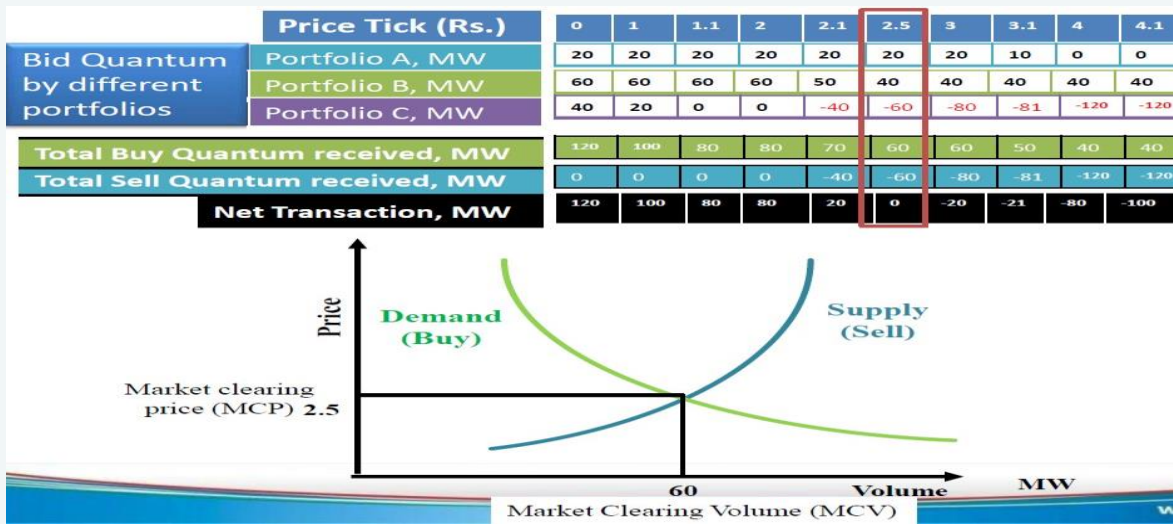 Price Tick (Rs.) 0 1 1.1 2 2.1 2.5 3 3.1 4 4.1
Bid Quantum by different portfolios
Portfolio A, MW 20 20 20 20 20 20 20 10 0 0
Portfolio B, MW 60 60 60 60 50 40 40 40 40 40
Portfolio C, MW 40 20 0 0 -40 -60 -80 -81 -120 -120
Total Buy Quantum received, MW 120 100 80 80 70 60 60 50 40 40
Total Sell Quantum received, MW 0 0 0 0 -40 -60 -80 -81 -120 -120
Net Transaction, MW 120 100 80 80 20 0 -20 -21 -80 -100
Price
Demand
(Buy)
Supply
(Sell)
Market clearing
price (MCP) 2.5
60 Volume MW
Market Clearing Volume (MCV)
w